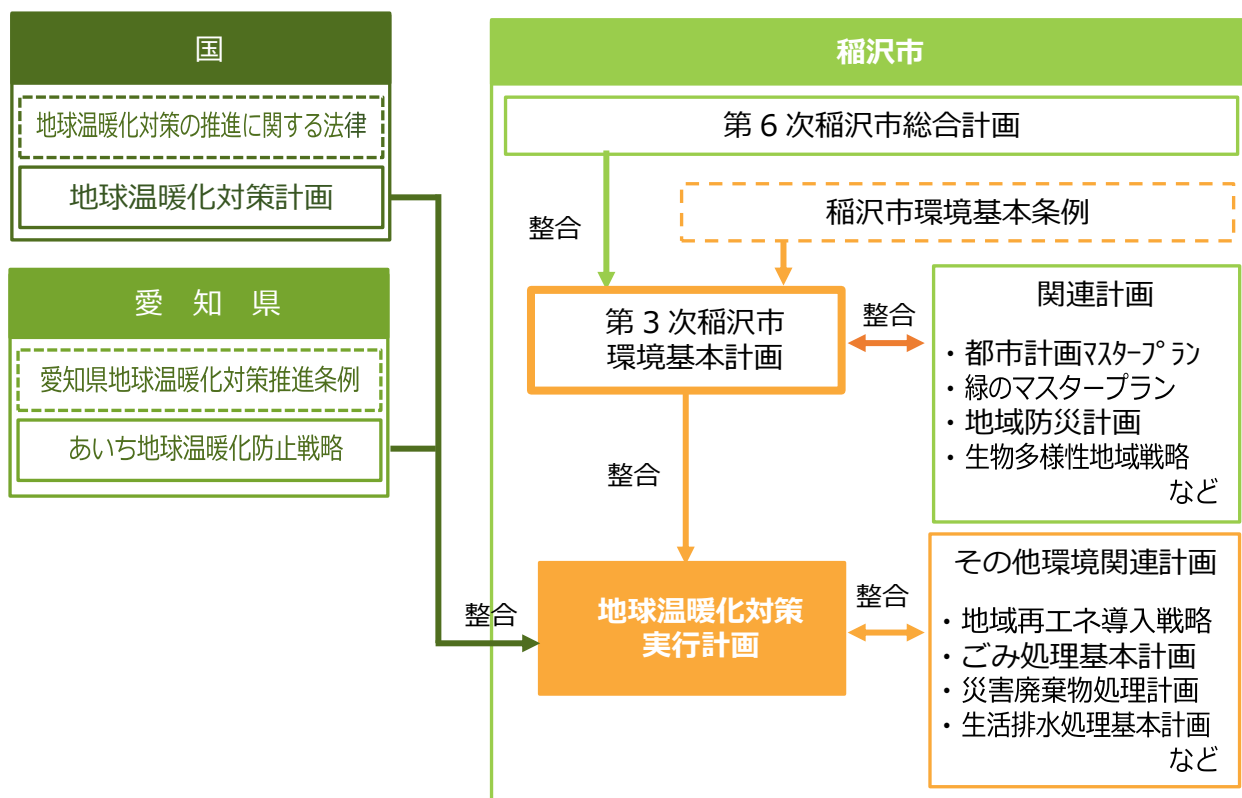 国
地球温暖化対策の推進に関する法律
地球温暖化対策計画
愛 知 県
愛知県地球温暖化対策推進条例
あいち地球温暖化防止戦略
稲沢市
第6次稲沢市総合計画
整合
稲沢市環境基本条例
第3次稲沢市
環境基本計画
整合
関連計画
・都市計画ﾏｽﾀｰﾌﾟﾗﾝ
・緑のマスタープラン
・地域防災計画
・生物多様性地域戦略
など
整合
整合
地球温暖化対策
実行計画
整合
その他環境関連計画
・地域再エネ導入戦略
・ごみ処理基本計画
・災害廃棄物処理計画
・生活排水処理基本計画
など